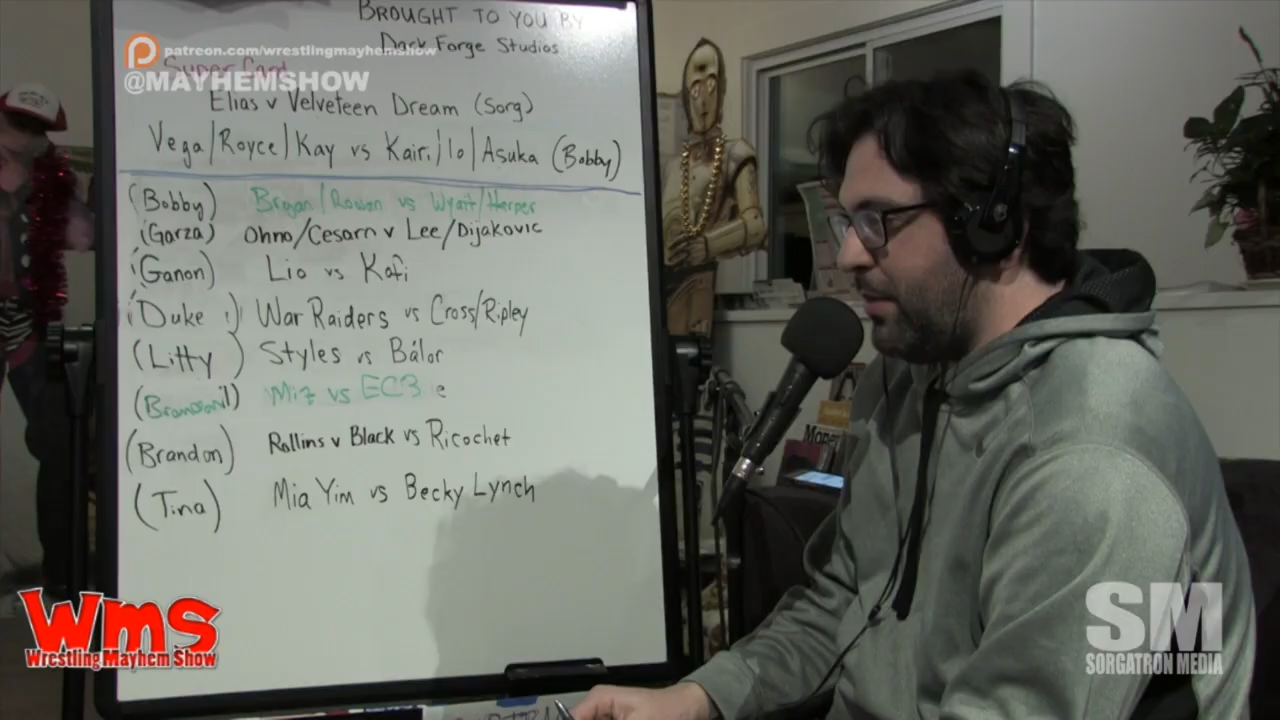 BROUGHT TO YOU BY
Dark Forge Studios
patreon.com/wrestlingmayhemshow
Super Card
@MAYHEMSHOW
Elias v Velveteen Dream (Sorg)
Vega/Royce/Kay vs Kairi/Io/Asuka (Bobby)
(Bobby) Bryan/Rowan vs Wyatt/Harper
(Garza) Ohno/Cesaro v Lee/Dijakovic
(Ganon) Lio vs Kofi
(Duke) War Raiders vs Cross/Ripley
(Litty) Styles vs Bálor
Miz vs EC3 e
(Brandon) Rollins v Black vs Ricochet
(Tina) Mia Yim vs Becky Lynch
WMS
Wrestling Mayhem Show
SM
SORGATRON MEDIA